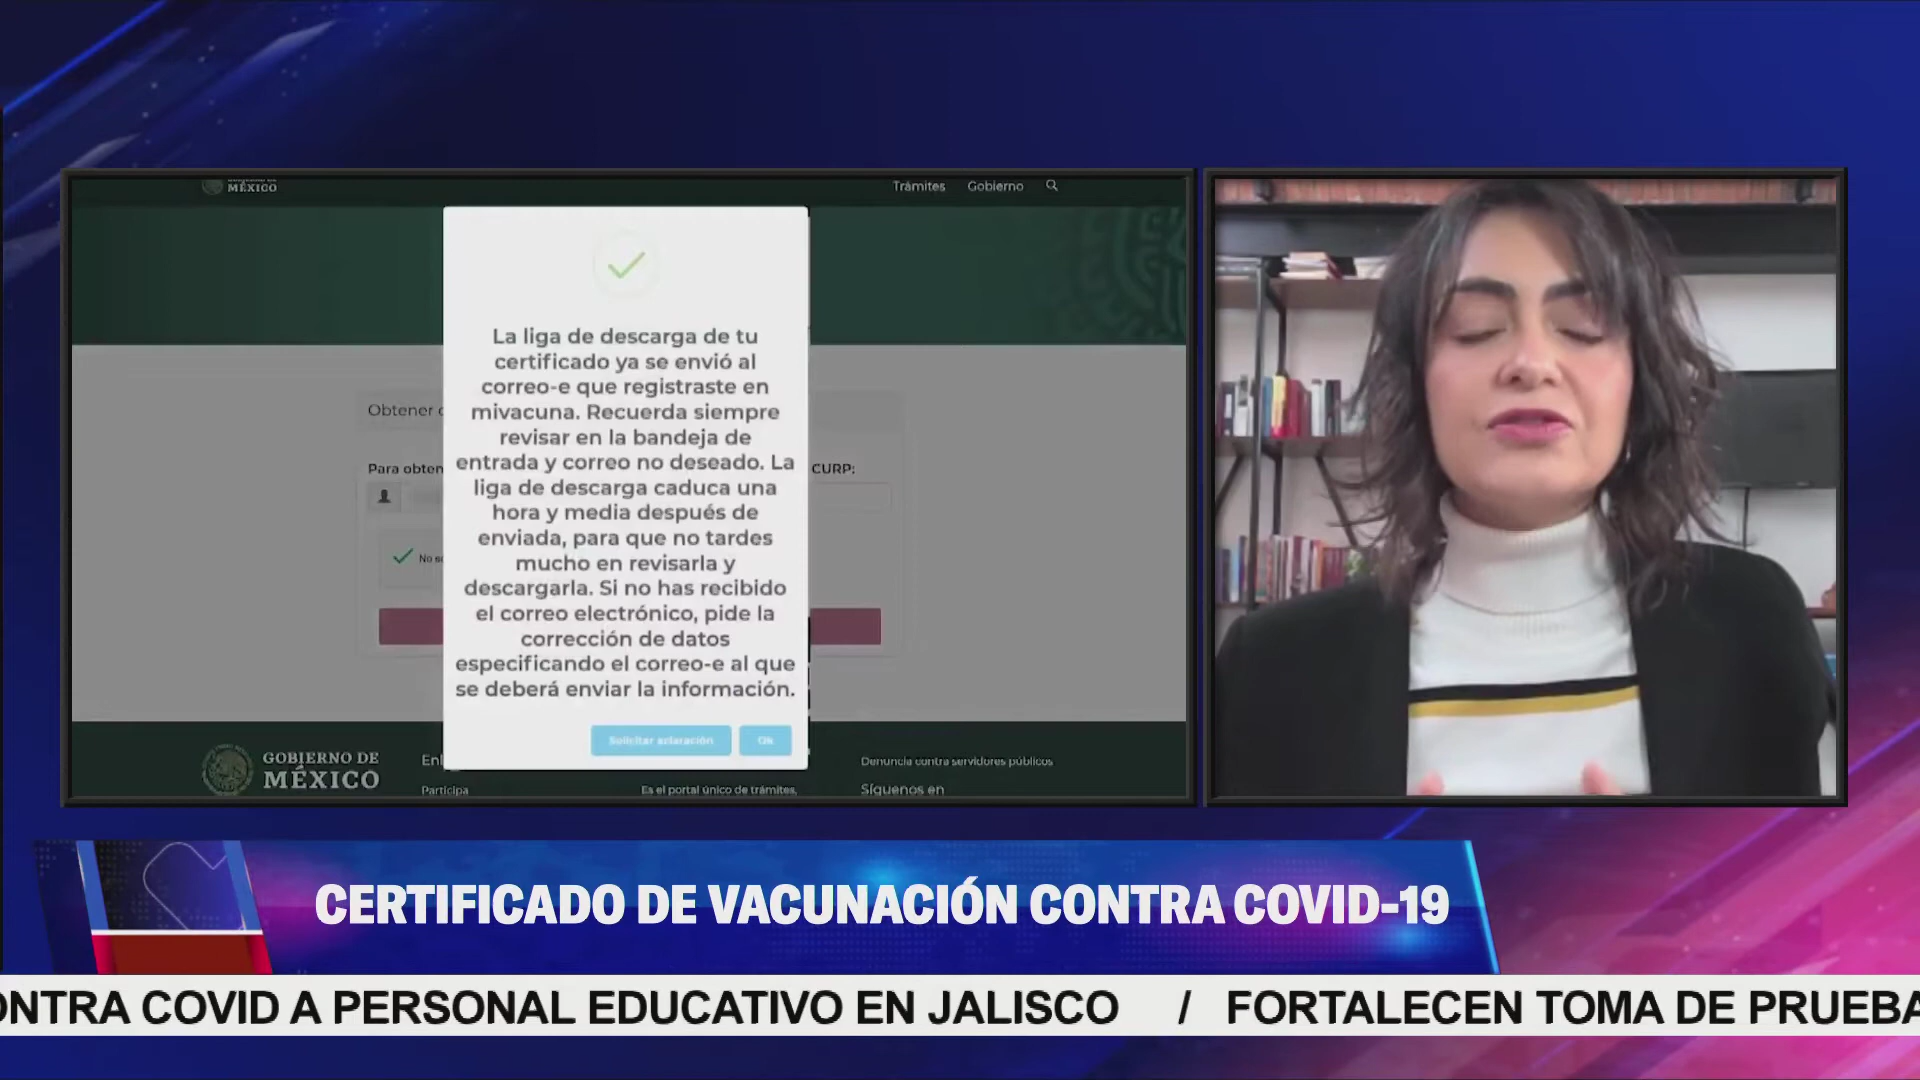 MÉXICO
Trámites Gobierno
La liga de descarga de tu
certificado ya se envió al
correo-e que registraste en
mivacuna. Recuerda siempre
revisar en la bandeja de
entrada y correo no deseado. La
liga de descarga caduca una
hora y media después de
enviada, para que no tardes
mucho en revisarla y
descargarla. Si no has recibido
el correo electrónico, pide la
corrección de datos
especificando el correo-e al que
se deberá enviar la información.
Solicitar aclaración Ok
Obtener
Para CURP:
No
GOBIERNO DE
MÉXICO
Participa
Es el portal único de trámites,
Denuncia contra servidores públicos
Síguenos en
CERTIFICADO DE VACUNACIÓN CONTRA COVID-19
ONTRA COVID A PERSONAL EDUCATIVO EN JALISCO / FORTALECEN TOMA DE PRUEBA